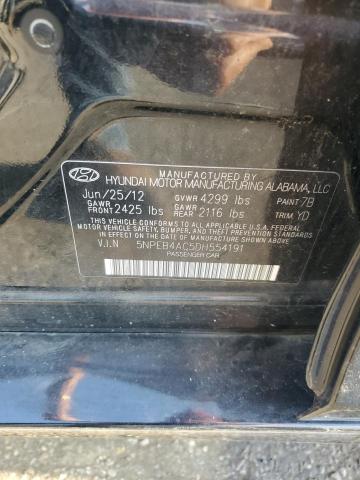 MANUFACTURED BY
HYUNDAI MOTOR MANUFACTURING ALABAMA, LLC
Jun/25/12 GVWR 4299 lbs PAINT 7B
GAWR FRONT 2425 lbs GAWR REAR 2116 lbs TRIM YD
THIS VEHICLE CONFORMS TO ALL APPLICABLE U.S.A FEDERAL
MOTOR VEHICLE SAFETY, BUMPER, AND THEFT PREVENTION
STANDARDS IN EFFECT ON THE DATE OF MANUFACTURE SHOWN ABOVE.
V.I.N 5NPEB4AC5DH554191
PASSENGER CAR